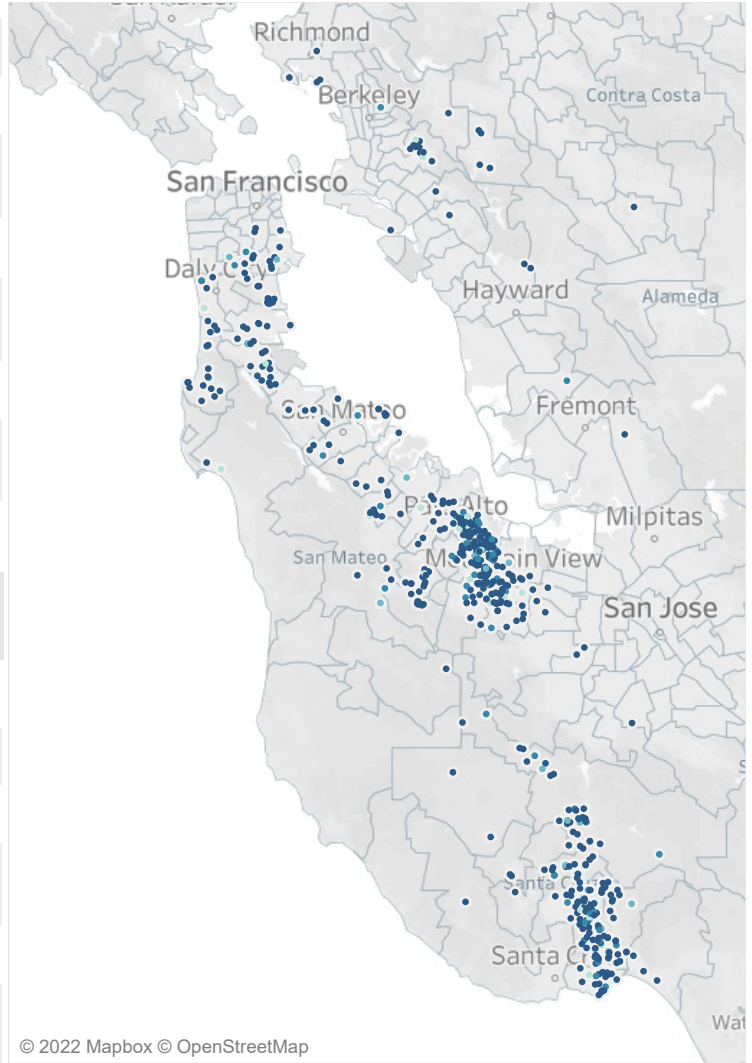 Richmond
Berkeley
Contra Costa
San Francisco
Daly City
Hayward
Alameda
San Mateo
Fremont
Palo Alto
Milpitas
San Mateo
Mountain View
San Jose
Santa Cruz
Santa Cruz
Wat
© 2022 Mapbox © OpenStreetMap